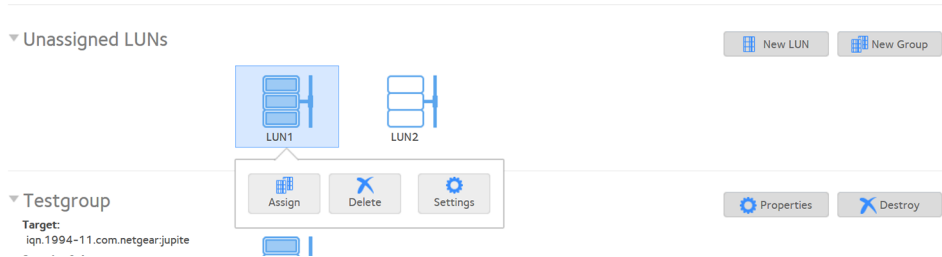 Unassigned LUNs
New LUN
New Group
LUN1
LUN2
Assign
Delete
Settings
Testgroup
Properties
Destroy
Target:
iqn.1994-11.com.netgear:jupite